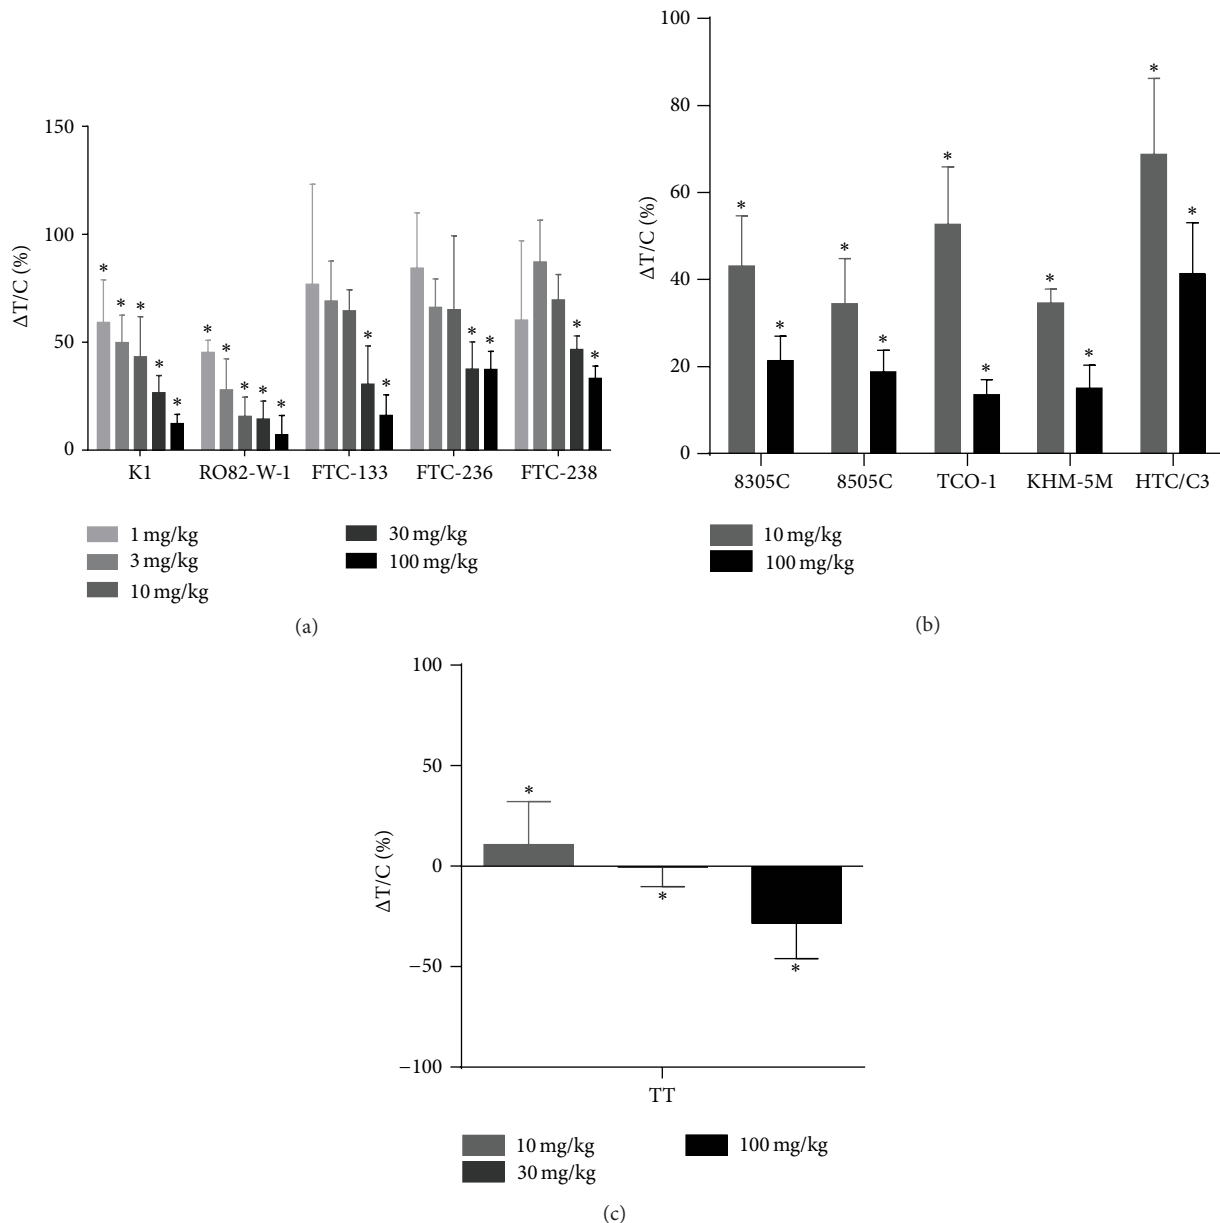 150
100
50
0
ΔT/C (%)
* * * * *
* * * * *
* *
* *
* *
K1 RO82-W-1 FTC-133 FTC-236 FTC-238
1 mg/kg
3 mg/kg
10 mg/kg
30 mg/kg
100 mg/kg
(a)
100
80
60
40
20
0
ΔT/C (%)
* *
* *
* *
* *
* *
8305C 8505C TCO-1 KHM-5M HTC/C3
10 mg/kg
100 mg/kg
(b)
100
50
0
−50
−100
ΔT/C (%)
*
*
*
TT
10 mg/kg
30 mg/kg
100 mg/kg
(c)